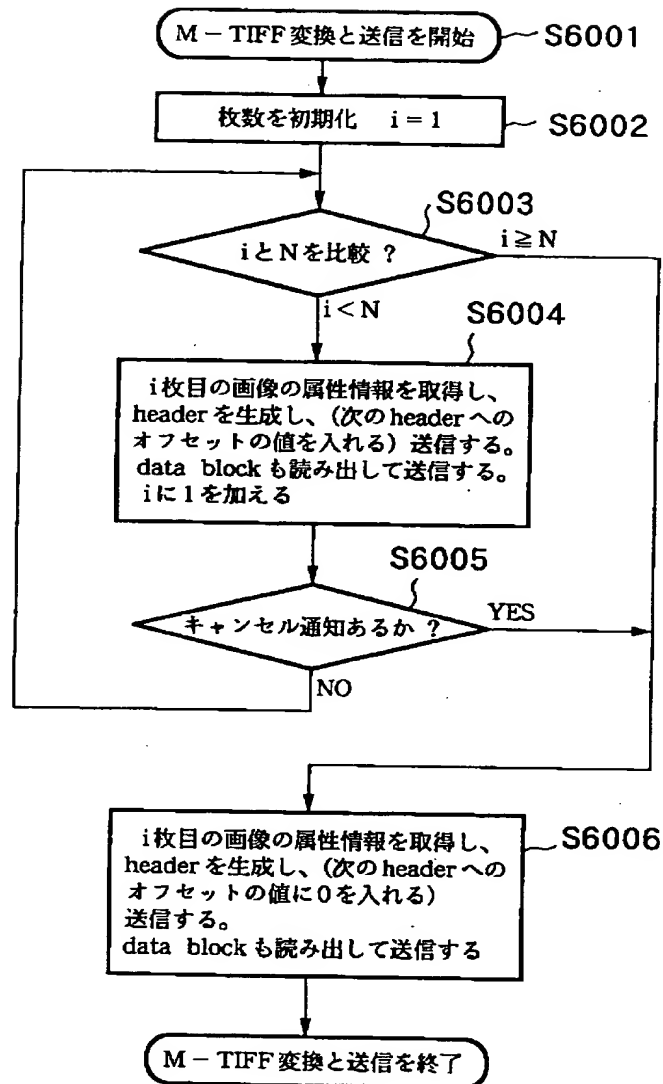 M－TIFF変換と送信を開始
S6001
枚数を初期化　i＝1
S6002
S6003
iとNを比較 ?
i≧N
i＜N
S6004
i枚目の画像の属性情報を取得し、
headerを生成し、(次のheaderへの
オフセットの値を入れる) 送信する。
data block も読み出して送信する。
iに1を加える
S6005
キャンセル通知あるか ?
YES
NO
i枚目の画像の属性情報を取得し、
headerを生成し、(次のheaderへの
オフセットの値に0を入れる)
送信する。
data block も読み出して送信する
S6006
M－TIFF変換と送信を終了